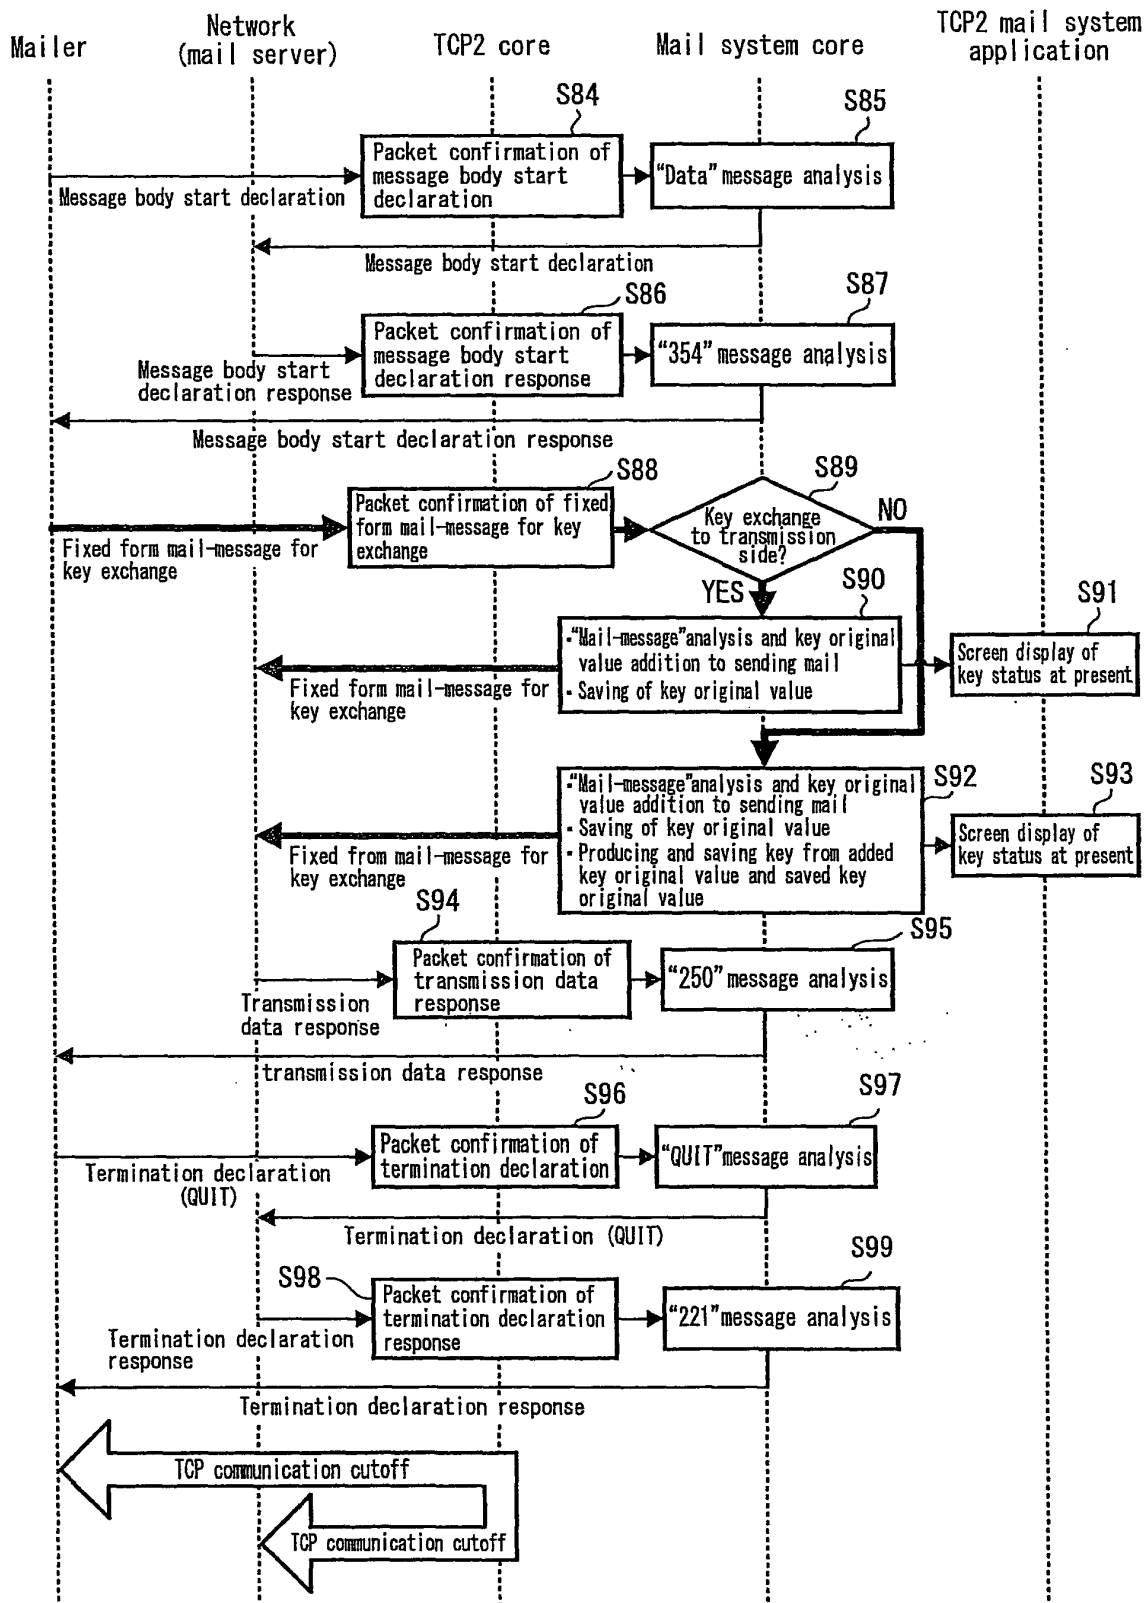 Mailer
Network
(mail server)
TCP2 core
Mail system core
TCP2 mail system
application
S84
S85
Packet confirmation of
message body start
declaration
“Data” message analysis
Message body start declaration
Message body start declaration
S86
S87
Packet confirmation of
message body start
declaration response
“354” message analysis
Message body start
declaration response
Message body start declaration response
S88
S89
Packet confirmation of fixed
form mail-message for key
exchange
Key exchange
to transmission
side?
NO
Fixed form mail-message for
key exchange
YES
S90
S91
・“Mail-message”analysis and key original
value addition to sending mail
・Saving of key original value
Screen display of
key status at present
Fixed form mail-message for
key exchange
S92
S93
・“Mail-message”analysis and key original
value addition to sending mail
・Saving of key original value
・Producing and saving key from added
key original value and saved key
original value
Screen display of
key status at present
Fixed from mail-message for
key exchange
S94
S95
Packet confirmation of
transmission data
response
“250” message analysis
Transmission
data response
transmission data response
S96
S97
Packet confirmation of
termination declaration
“QUIT”message analysis
Termination declaration
(QUIT)
Termination declaration (QUIT)
S98
S99
Packet confirmation of
termination declaration
response
“221” message analysis
Termination declaration
response
Termination declaration response
TCP communication cutoff
TCP communication cutoff